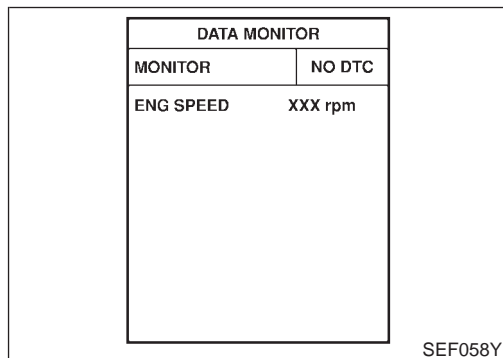 DATA MONITOR
MONITOR NO DTC
ENG SPEED XXX rpm
SEF058Y